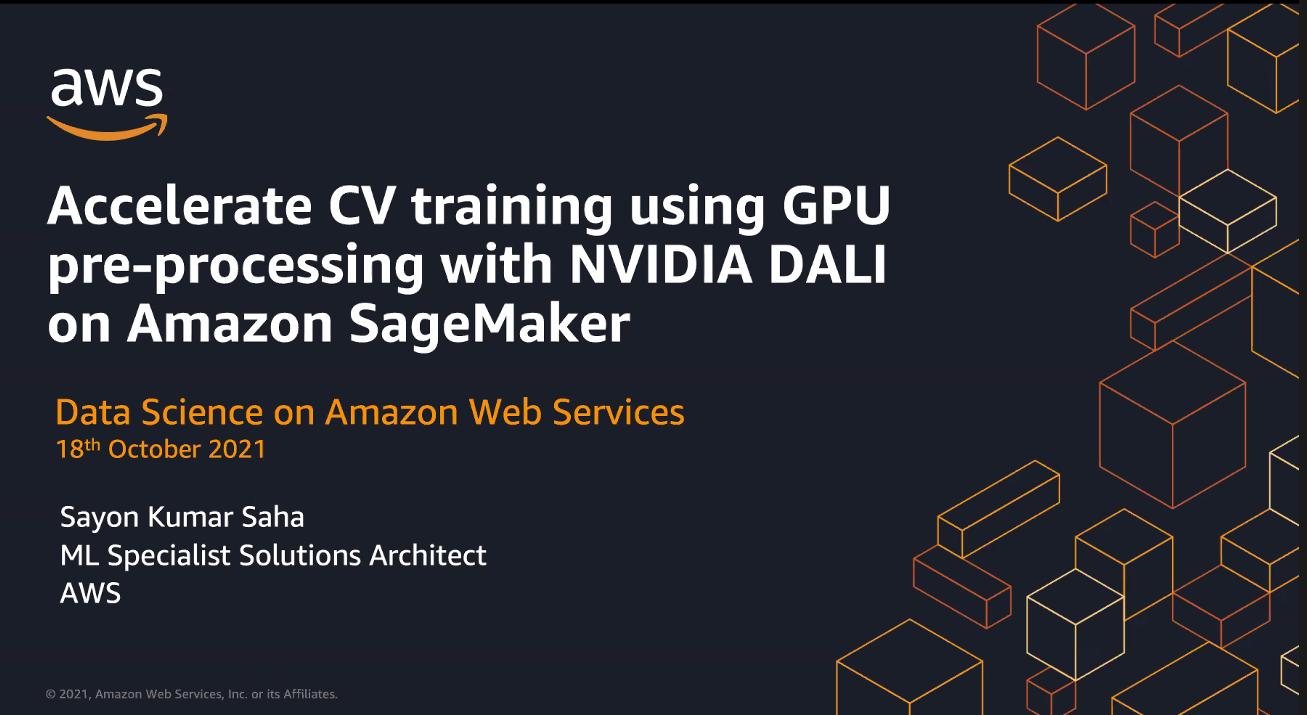 aws
Accelerate CV training using GPU
pre-processing with NVIDIA DALI
on Amazon SageMaker
Data Science on Amazon Web Services
18th October 2021
Sayon Kumar Saha
ML Specialist Solutions Architect
AWS
© 2021, Amazon Web Services, Inc. or its Affiliates.